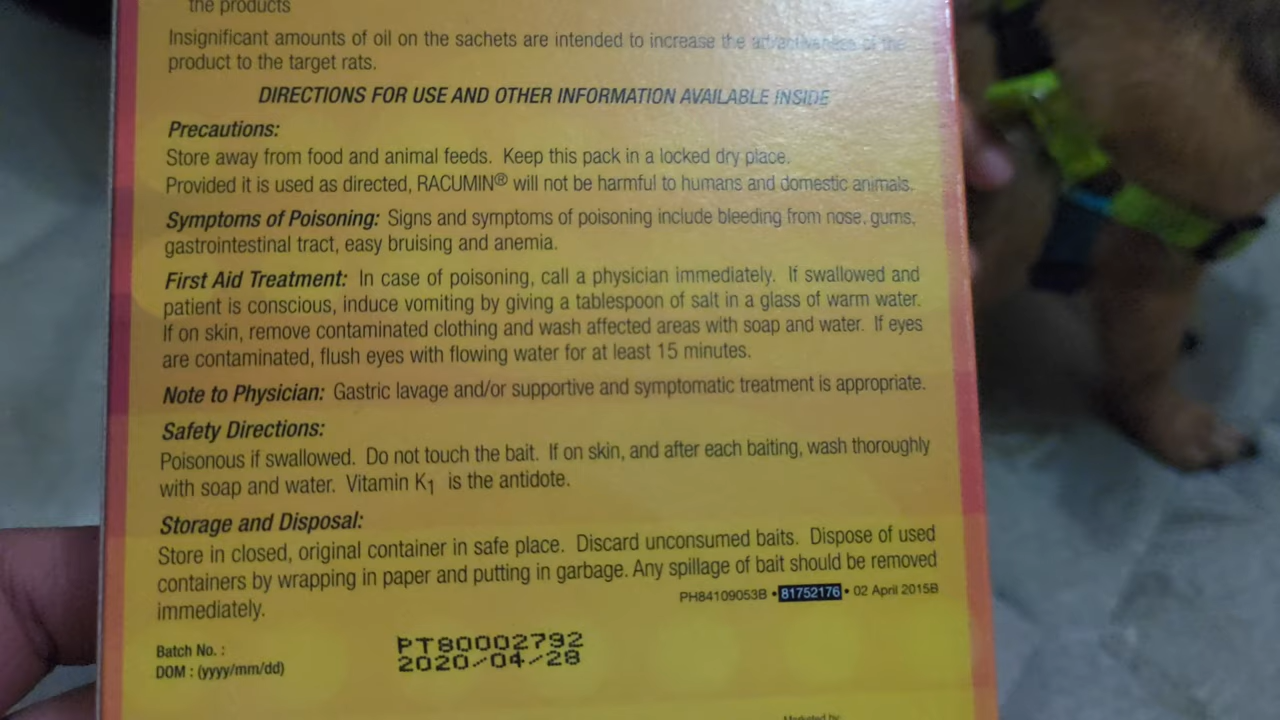 the products
Insignificant amounts of oil on the sachets are intended to increase the attractiveness of the
product to the target rats.
DIRECTIONS FOR USE AND OTHER INFORMATION AVAILABLE INSIDE
Precautions:
Store away from food and animal feeds. Keep this pack in a locked dry place.
Provided it is used as directed, RACUMIN® will not be harmful to humans and domestic animals.
Symptoms of Poisoning: Signs and symptoms of poisoning include bleeding from nose, gums,
gastrointestinal tract, easy bruising and anemia.
First Aid Treatment: In case of poisoning, call a physician immediately. If swallowed and
patient is conscious, induce vomiting by giving a tablespoon of salt in a glass of warm water.
If on skin, remove contaminated clothing and wash affected areas with soap and water. If eyes
are contaminated, flush eyes with flowing water for at least 15 minutes.
Note to Physician: Gastric lavage and/or supportive and symptomatic treatment is appropriate.
Safety Directions:
Poisonous if swallowed. Do not touch the bait. If on skin, and after each baiting, wash thoroughly
with soap and water. Vitamin K1 is the antidote.
Storage and Disposal:
Store in closed, original container in safe place. Discard unconsumed baits. Dispose of used
containers by wrapping in paper and putting in garbage. Any spillage of bait should be removed
immediately.
PH84109053B • 81752176 • 02 April 2015B
Batch No. : PT80002792
DOM : (yyyy/mm/dd) 2020/04/28
Marketed by: